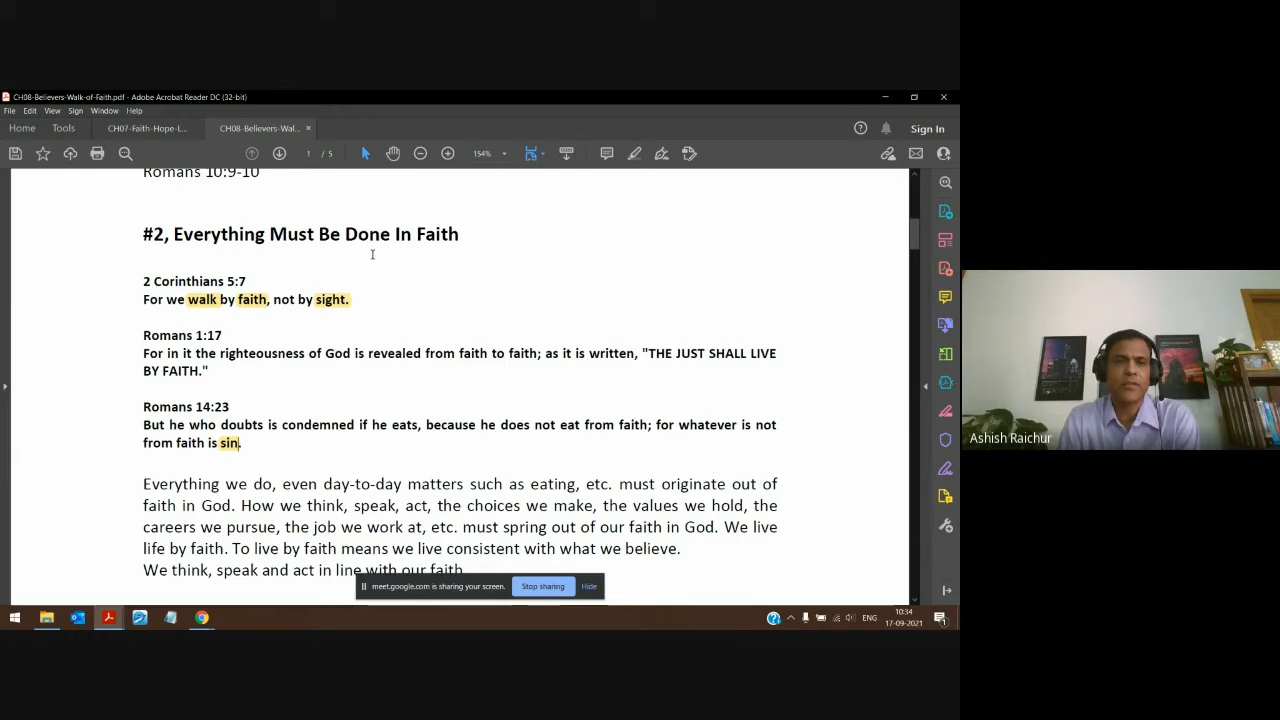 CH08-Believers-Walk-of-Faith.pdf - Adobe Acrobat Reader DC (32-bit)
File Edit View Sign Window Help
Home Tools CH07-Faith-Hope-L... CH08-Believers-Wal... × Sign In
1 / 5 154%
Romans 10:9-10
#2, Everything Must Be Done In Faith
2 Corinthians 5:7
For we walk by faith, not by sight.
Romans 1:17
For in it the righteousness of God is revealed from faith to faith; as it is written, "THE JUST SHALL LIVE
BY FAITH."
Romans 14:23
But he who doubts is condemned if he eats, because he does not eat from faith; for whatever is not
from faith is sin.
Everything we do, even day-to-day matters such as eating, etc. must originate out of
faith in God. How we think, speak, act, the choices we make, the values we hold, the
careers we pursue, the job we work at, etc. must spring out of our faith in God. We live
life by faith. To live by faith means we live consistent with what we believe.
We think, speak and act in line with our faith
meet.google.com is sharing your screen. Stop sharing Hide
ENG 10:34
17-09-2021
Ashish Raichur